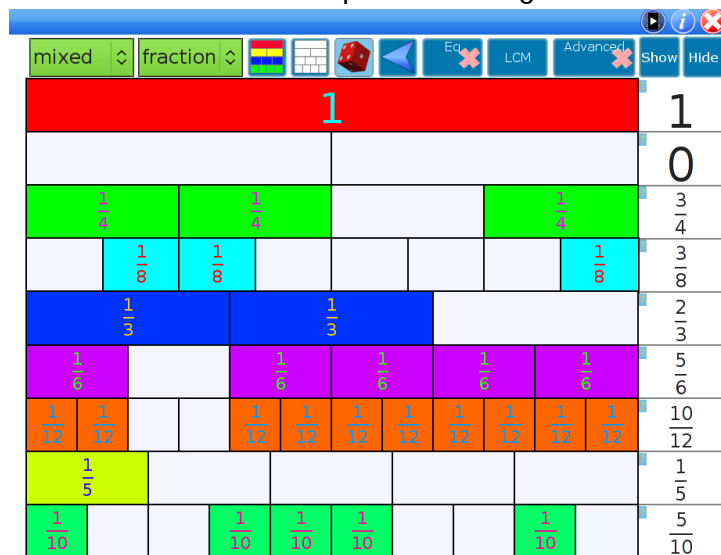 mixed fraction Eq LCM Advanced Show Hide
1 1
0
1/4 1/4 1/4 3/4
1/8 1/8 1/8 3/8
1/3 1/3 2/3
1/6 1/6 1/6 1/6 1/6 5/6
1/12 1/12 1/12 1/12 1/12 1/12 1/12 1/12 1/12 1/12 10/12
1/5 1/5
1/10 1/10 1/10 1/10 1/10 5/10